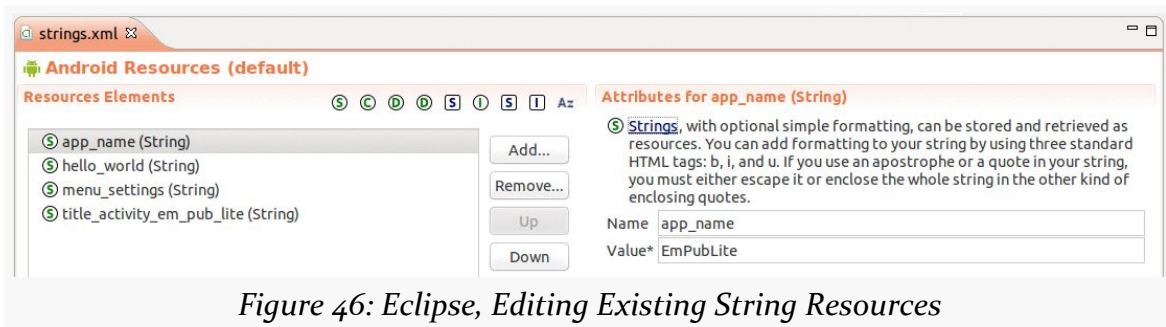 strings.xml
Android Resources (default)
Resources Elements
S C D D S I S I Az
S app_name (String)
S hello_world (String)
S menu_settings (String)
S title_activity_em_pub_lite (String)
Add...
Remove...
Up
Down
Attributes for app_name (String)
S Strings, with optional simple formatting, can be stored and retrieved as
resources. You can add formatting to your string by using three standard
HTML tags: b, i, and u. If you use an apostrophe or a quote in your string,
you must either escape it or enclose the whole string in the other kind of
enclosing quotes.
Name app_name
Value* EmPubLite
Figure 46: Eclipse, Editing Existing String Resources